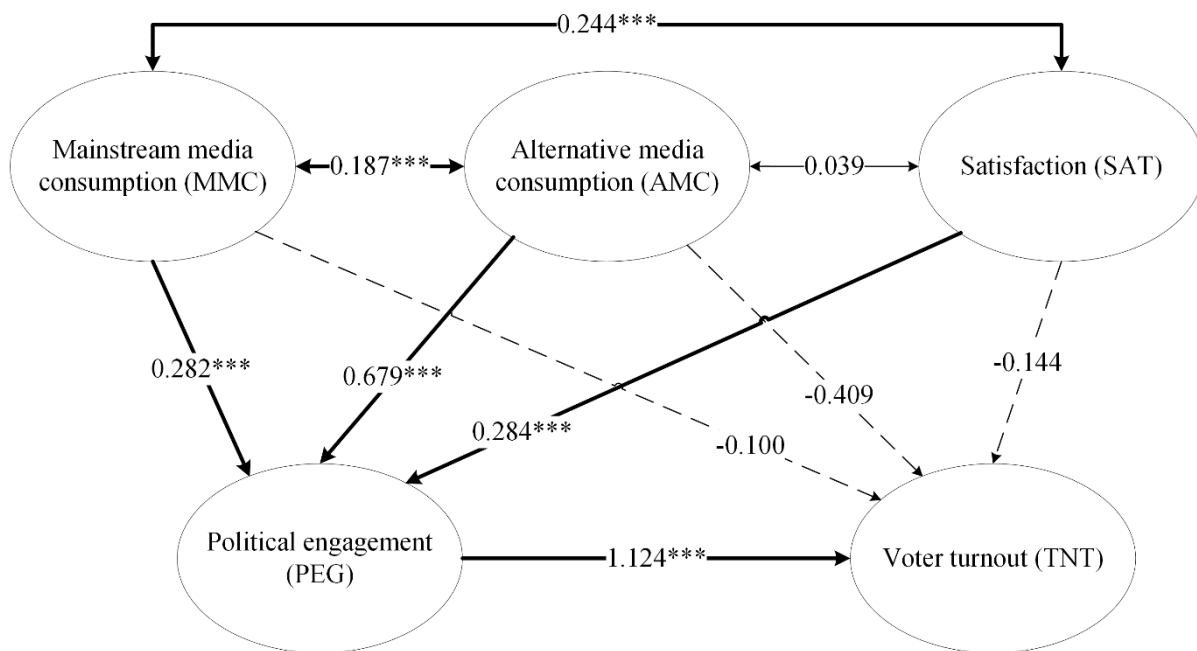 0.244***
Mainstream media
consumption (MMC)
0.187***
Alternative media
consumption (AMC)
0.039
Satisfaction (SAT)
0.282***
0.679***
0.284***
-0.100
-0.409
-0.144
Political engagement
(PEG)
1.124***
Voter turnout (TNT)